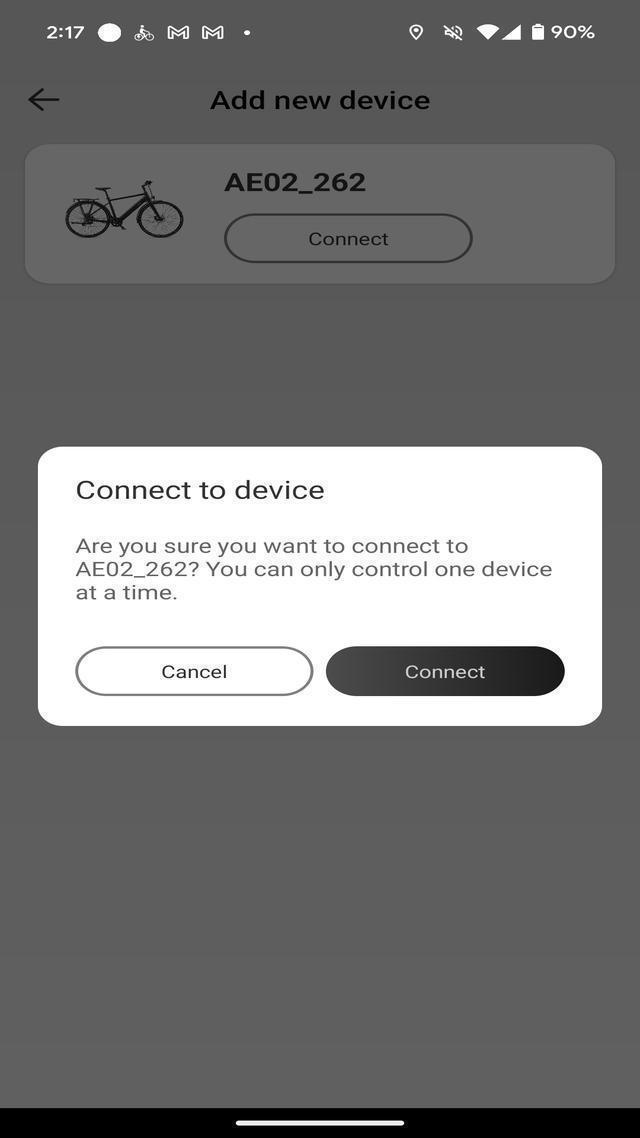 2:17
90%
Add new device
AE02_262
Connect
Connect to device
Are you sure you want to connect to
AE02_262? You can only control one device
at a time.
Cancel
Connect